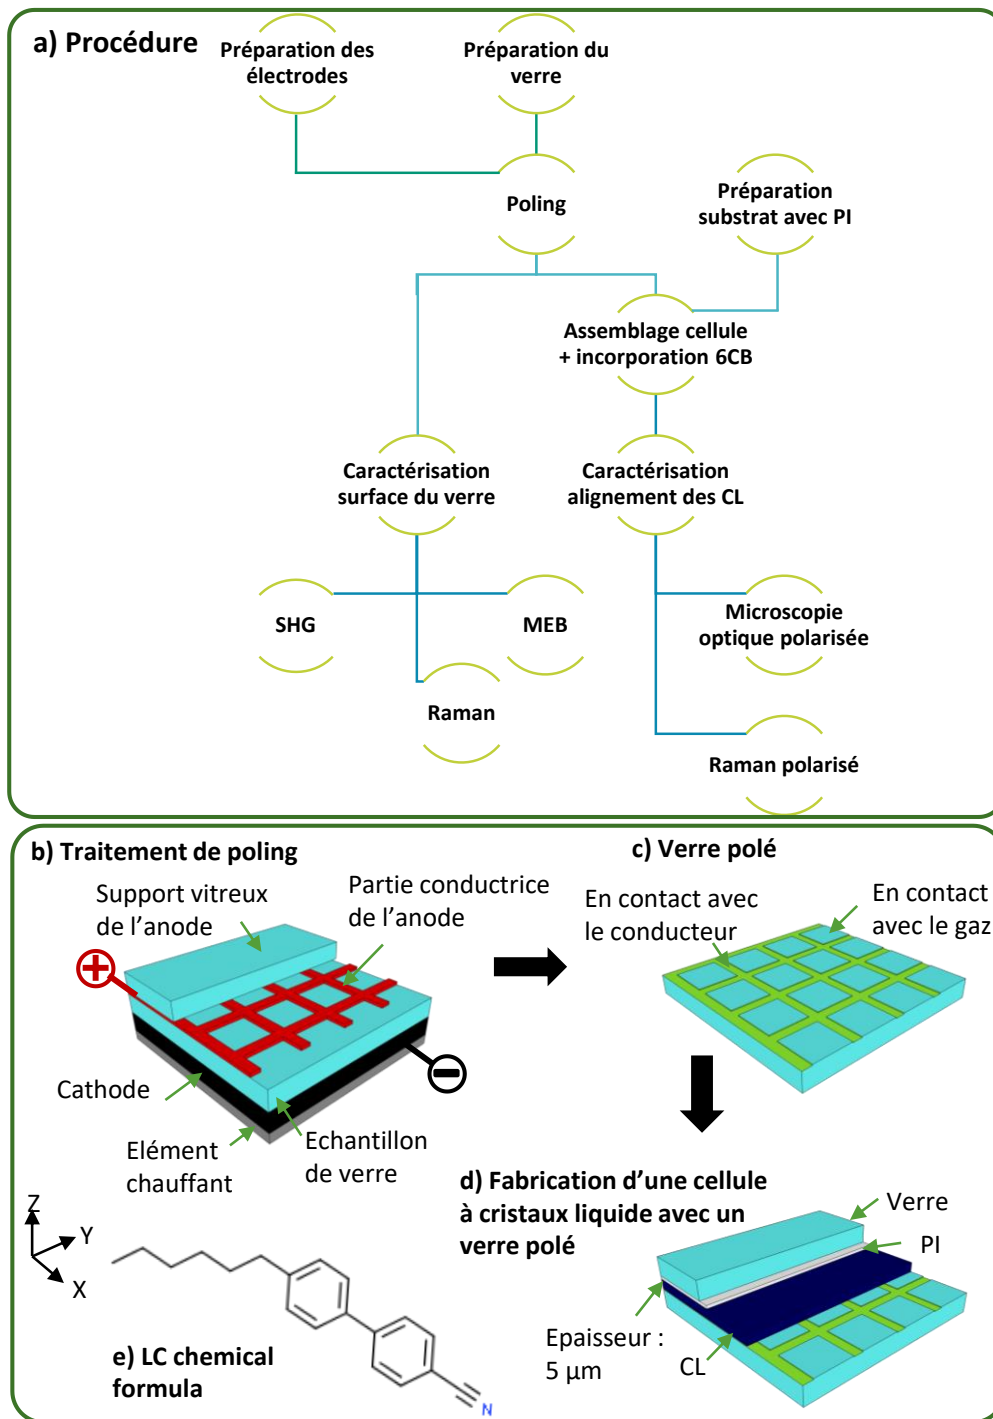 a) Procédure
Préparation des
électrodes
Préparation du
verre
Poling
Préparation
substrat avec PI
Assemblage cellule
+ incorporation 6CB
Caractérisation
surface du verre
Caractérisation
alignement des CL
SHG
MEB
Raman
Microscopie
optique polarisée
Raman polarisé
b) Traitement de poling
Support vitreux
de l’anode
Partie conductrice
de l’anode
+
−
Cathode
Elément
chauffant
Echantillon
de verre
c) Verre polé
En contact avec
le conducteur
En contact
avec le gaz
d) Fabrication d’une cellule
à cristaux liquide avec un
verre polé
Verre
PI
Epaisseur :
5 µm
CL
Z
Y
X
e) LC chemical
formula
N